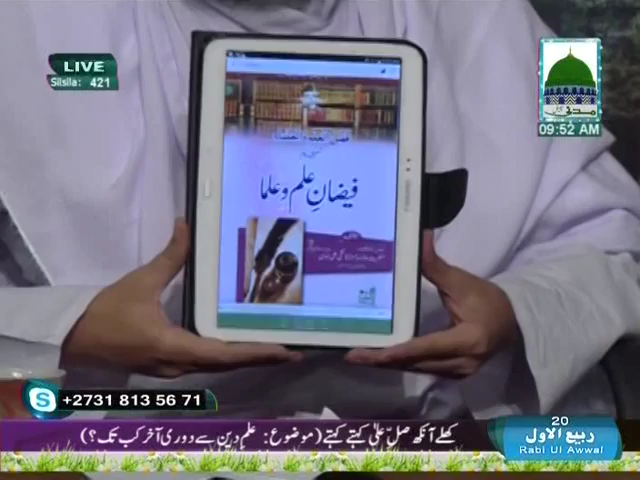 LIVE
Silsila: 421
مدنی
09:52 AM
فیضانِ علم و علما
+2731 813 56 71
کھلے آنکھ صلِّ علیٰ کہتے کہتے (موضوع: علمِ دین سے دوری آخر کب تک؟)
20
ربیع الاول
Rabi Ul Awwal